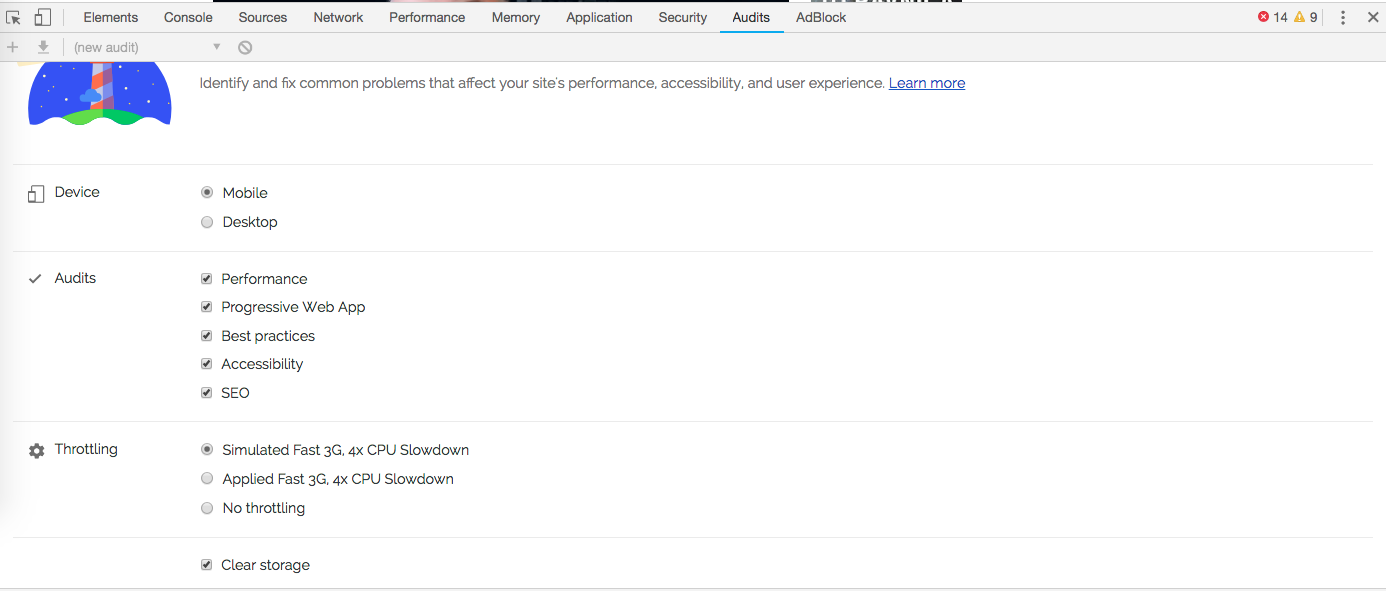 Elements Console Sources Network Performance Memory Application Security Audits AdBlock 14 9
(new audit)
Identify and fix common problems that affect your site's performance, accessibility, and user experience. Learn more
Device Mobile
Desktop
Audits Performance
Progressive Web App
Best practices
Accessibility
SEO
Throttling Simulated Fast 3G, 4x CPU Slowdown
Applied Fast 3G, 4x CPU Slowdown
No throttling
Clear storage